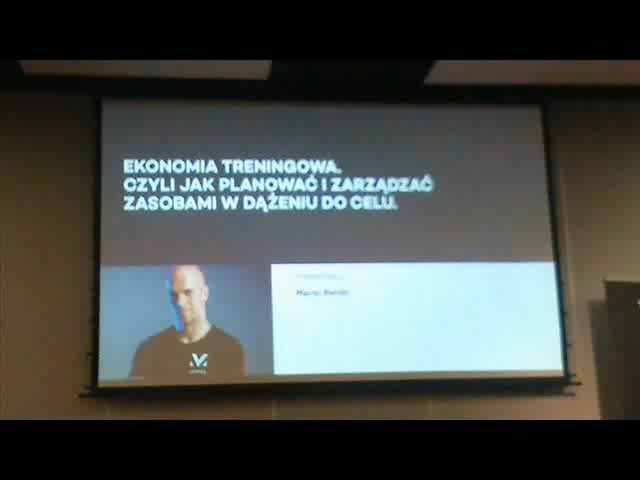 EKONOMIA TRENINGOWA,
CZYLI JAK PLANOWAĆ I ZARZĄDZAĆ
ZASOBAMI W DĄŻENIU DO CELU.